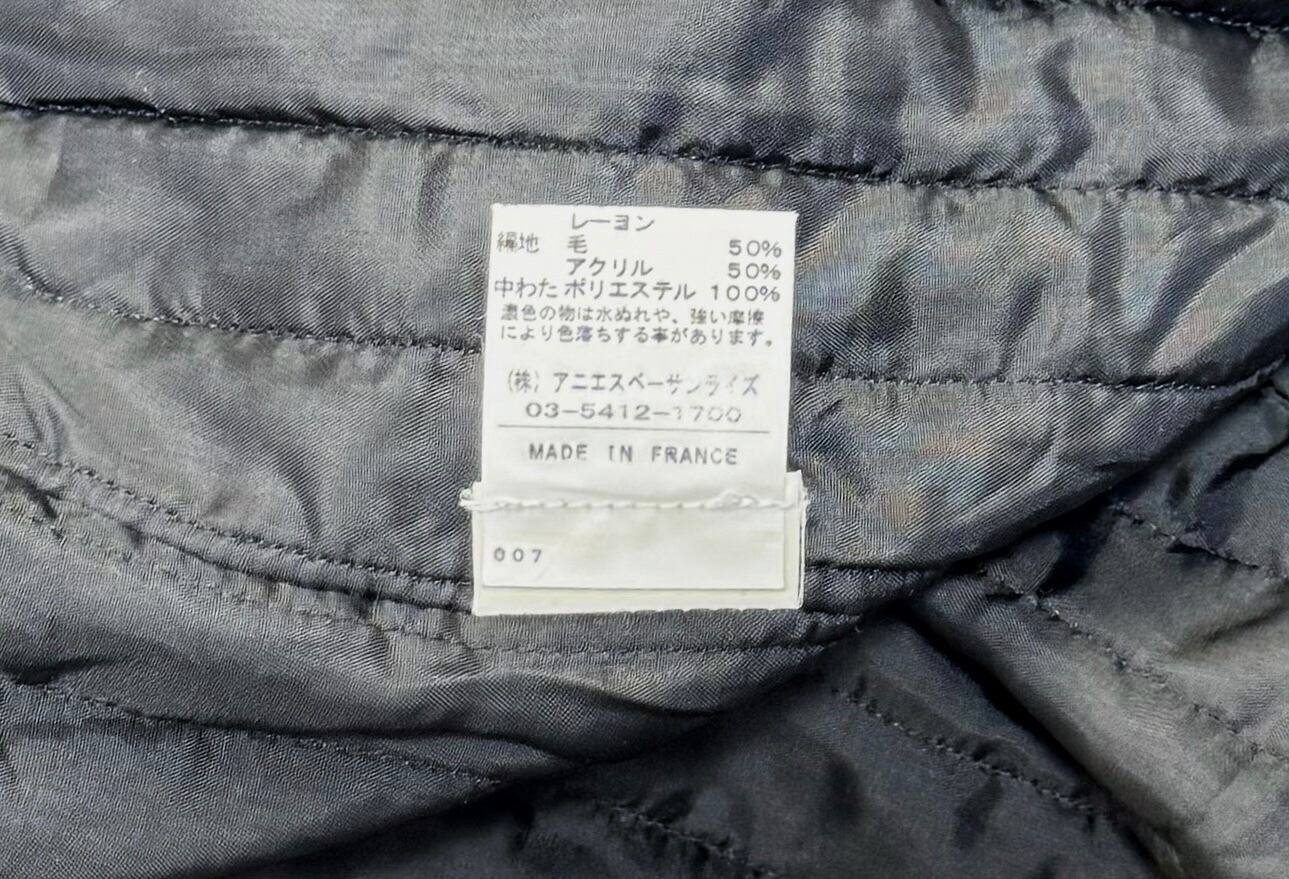 レーヨン
編地 毛 50%
アクリル 50%
中わた ポリエステル 100%
濃色の物は水ぬれや、強い摩擦
により色落ちする事があります。
(株) アニエスベーサンライズ
03-5412-1700
MADE IN FRANCE
007